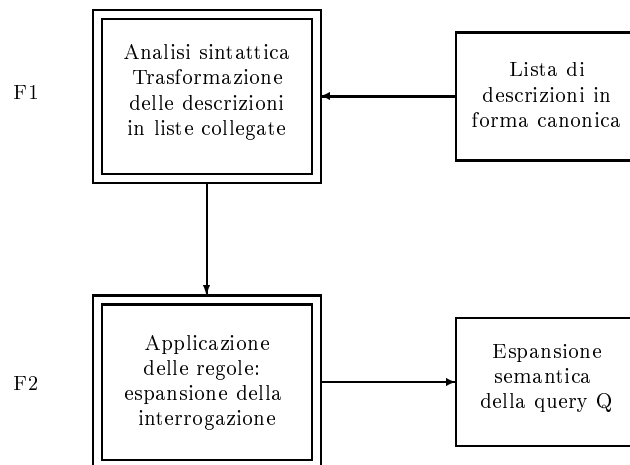 F1
Analisi sintattica
Trasformazione
delle descrizioni
in liste collegate
Lista di
descrizioni in
forma canonica
F2
Applicazione
delle regole:
espansione della
interrogazione
Espansione
semantica
della query Q